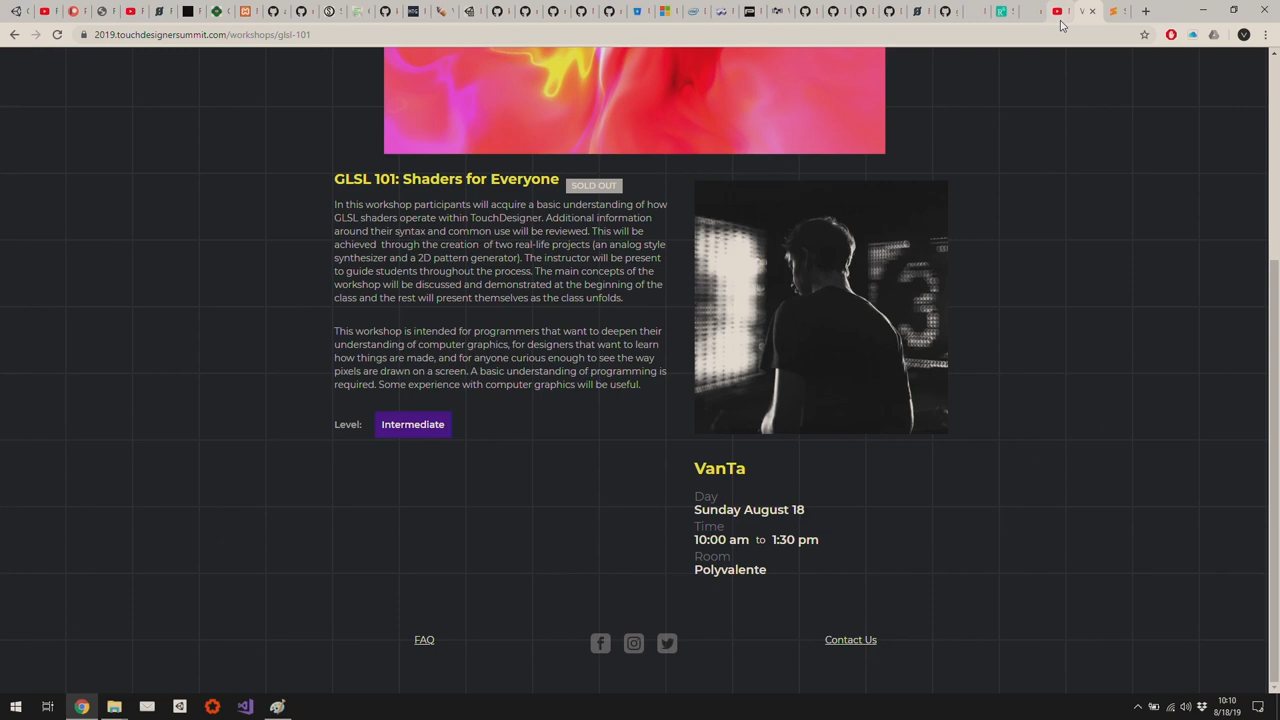 2019.touchdesignersummit.com/workshops/glsl-101
GLSL 101: Shaders for Everyone
SOLD OUT
In this workshop participants will acquire a basic understanding of how
GLSL shaders operate within TouchDesigner. Additional information
around their syntax and common use will be reviewed. This will be
achieved through the creation of two real-life projects (an analog style
synthesizer and a 2D pattern generator). The instructor will be present
to guide students throughout the process. The main concepts of the
workshop will be discussed and demonstrated at the beginning of the
class and the rest will present themselves as the class unfolds.
This workshop is intended for programmers that want to deepen their
understanding of computer graphics, for designers that want to learn
how things are made, and for anyone curious enough to see the way
pixels are drawn on a screen. A basic understanding of programming is
required. Some experience with computer graphics will be useful.
Level: Intermediate
3
VanTa
Day
Sunday August 18
Time
10:00 am to 1:30 pm
Room
Polyvalente
FAQ
Contact Us
10:10
8/18/19